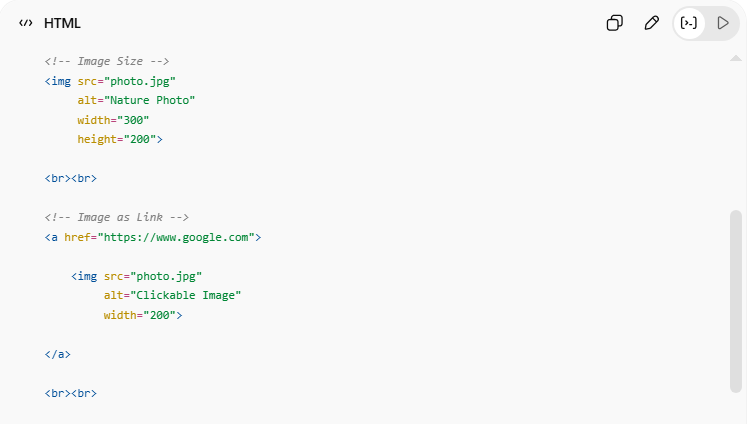 HTML
<!-- Image Size -->
<img src="photo.jpg"
     alt="Nature Photo"
     width="300"
     height="200">
<br><br>
<!-- Image as Link -->
<a href="https://www.google.com">
    <img src="photo.jpg"
         alt="Clickable Image"
         width="200">
</a>
<br><br>